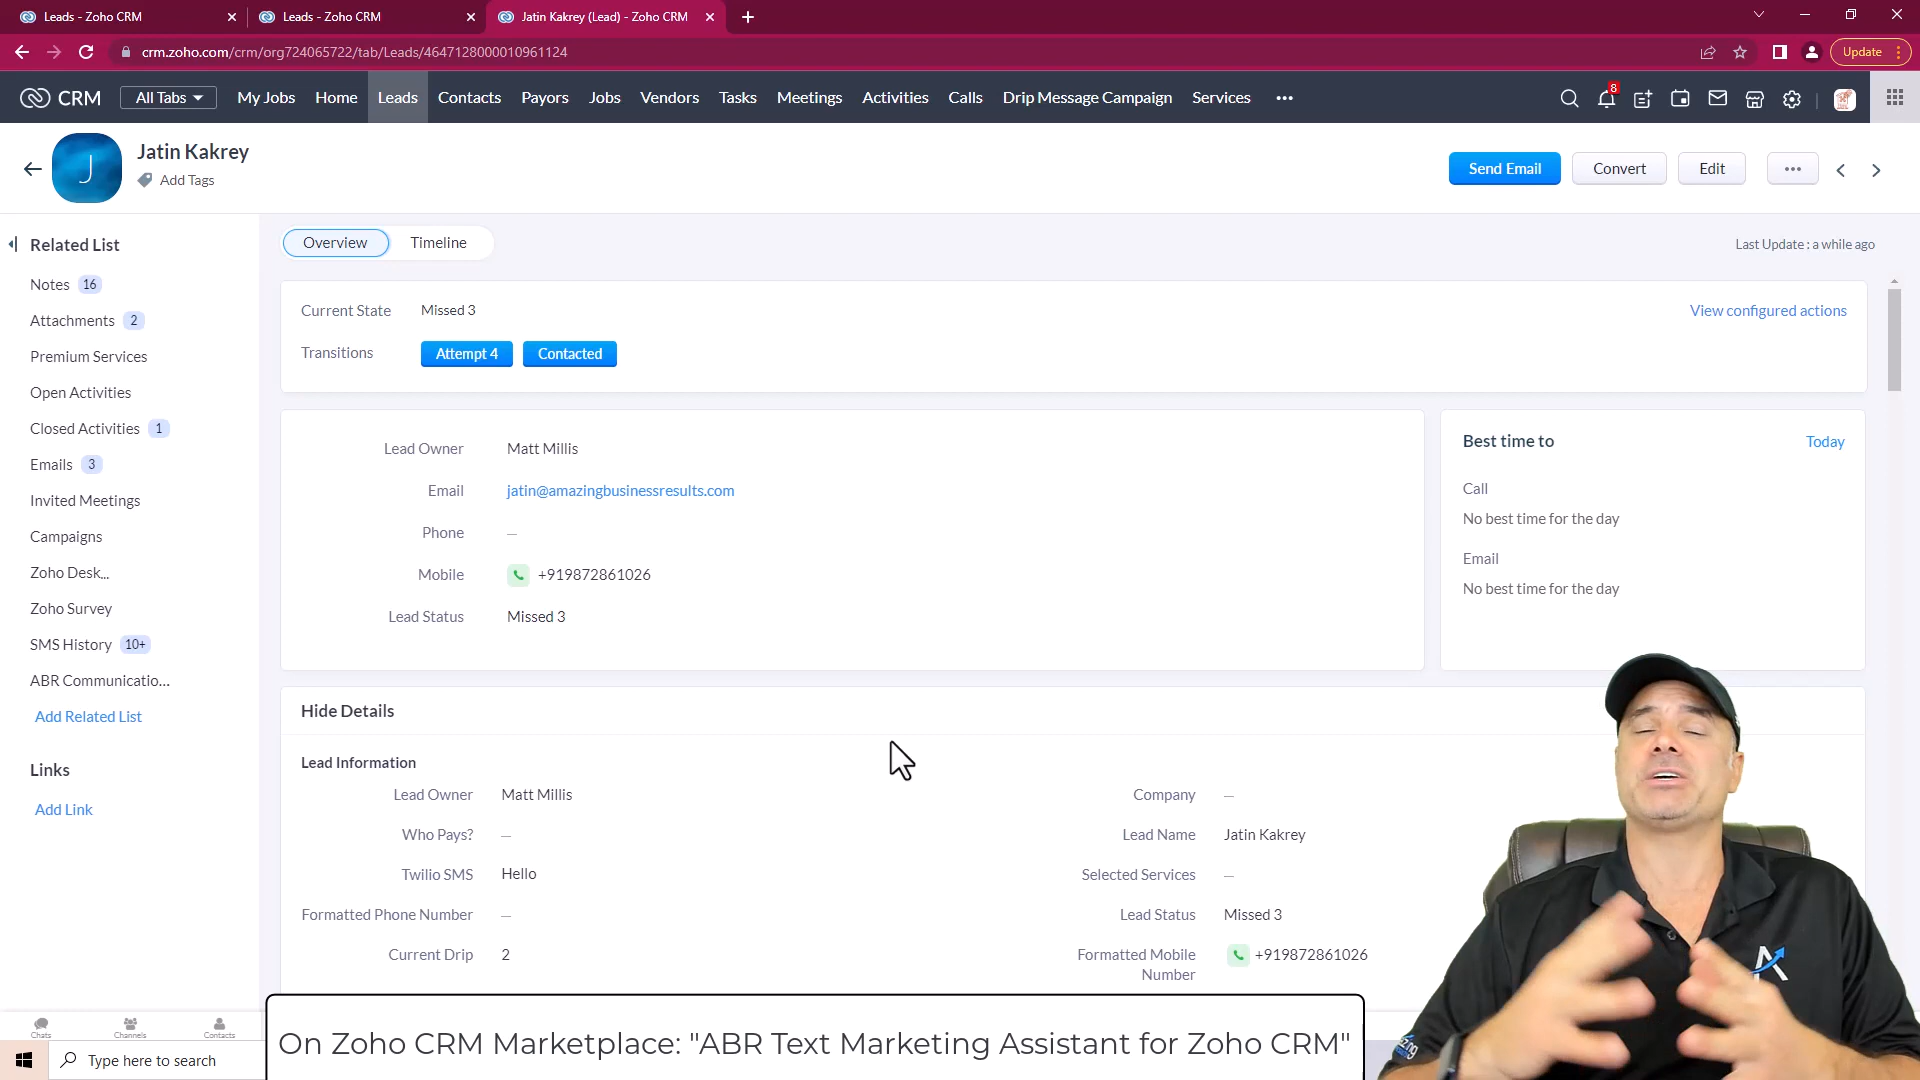 Leads - Zoho CRM
Leads - Zoho CRM
Jatin Kakrey (Lead) - Zoho CRM
crm.zoho.com/crm/org724065722/tab/Leads/4647128000010961124
Update
CRM
All Tabs
My Jobs
Home
Leads
Contacts
Payors
Jobs
Vendors
Tasks
Meetings
Activities
Calls
Drip Message Campaign
Services
8
J
Jatin Kakrey
Add Tags
Send Email
Convert
Edit
Related List
Notes 16
Attachments 2
Premium Services
Open Activities
Closed Activities 1
Emails 3
Invited Meetings
Campaigns
Zoho Desk...
Zoho Survey
SMS History 10+
ABR Communicatio...
Add Related List
Links
Add Link
Overview
Timeline
Last Update : a while ago
Current State Missed 3
View configured actions
Transitions Attempt 4 Contacted
Lead Owner Matt Millis
Email jatin@amazingbusinessresults.com
Phone —
Mobile +919872861026
Lead Status Missed 3
Best time to Today
Call
No best time for the day
Email
No best time for the day
Hide Details
Lead Information
Lead Owner Matt Millis
Company —
Who Pays? —
Lead Name Jatin Kakrey
Twilio SMS Hello
Selected Services —
Formatted Phone Number —
Lead Status Missed 3
Current Drip 2
Formatted Mobile +919872861026
Number
Chats
Channels
Contacts
Type here to search
On Zoho CRM Marketplace: "ABR Text Marketing Assistant for Zoho CRM"